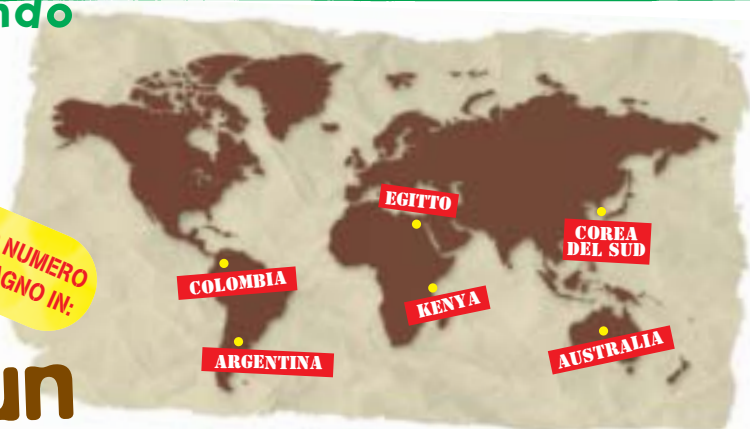 ndo
EGITTO
COREA
DEL SUD
NUMERO
GNO IN:
COLOMBIA
KENYA
ARGENTINA
AUSTRALIA
un